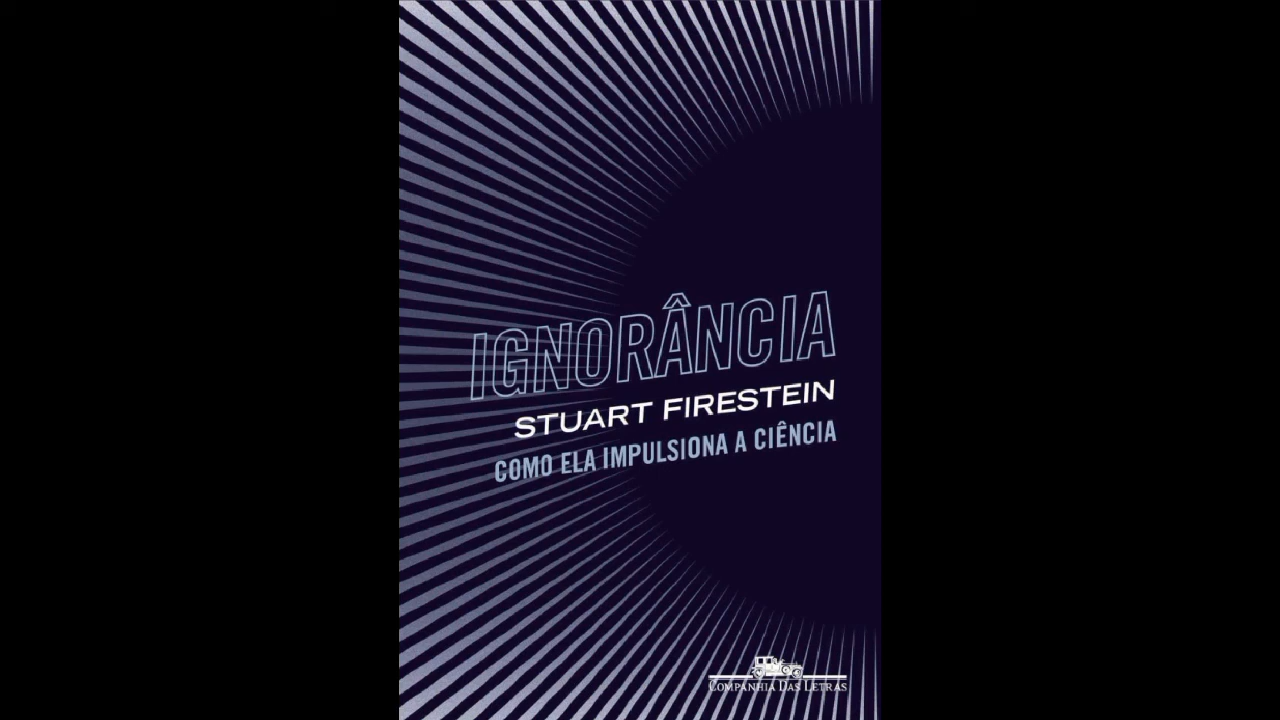 IGNORÂNCIA
STUART FIRESTEIN
COMO ELA IMPULSIONA A CIÊNCIA
COMPANHIA DAS LETRAS